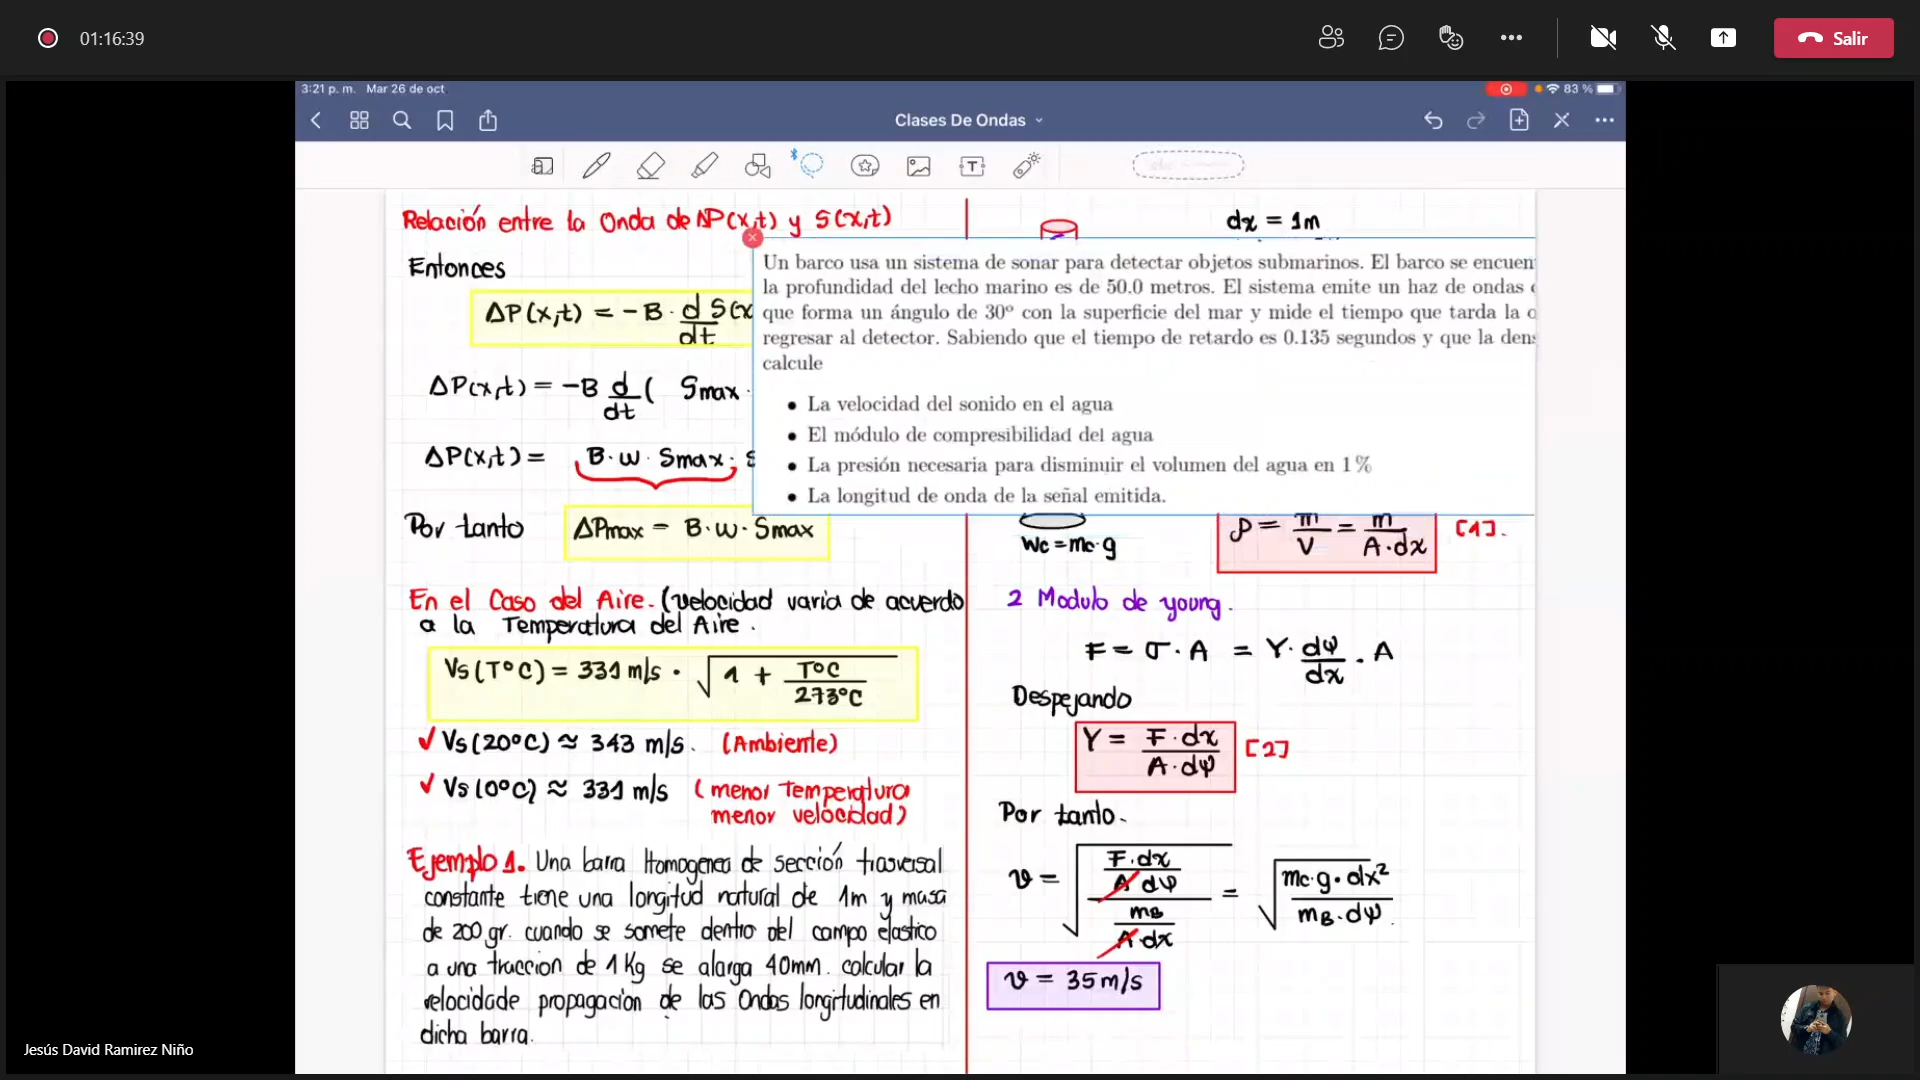 01:16:39
Salir
3:21 p. m. Mar 26 de oct
83 %
Clases De Ondas
Relación entre la Onda de ΔP(x,t) y S(x,t)
Entonces
ΔP(x,t) = -B · d S(x
dt
ΔP(x,t) = -B d ( Smax ·
dt
ΔP(x,t) = B·w·Smax·
Por tanto ΔPmax = B·w·Smax
En el Caso del Aire. (velocidad varia de acuerdo
a la Temperatura del Aire.
Vs(T°C) = 331 m/s · √ 1 + T°C
273°C
✓ Vs(20°C) ≈ 343 m/s. (Ambiente)
✓ Vs(0°C) ≈ 331 m/s (menor Temperatura
menor velocidad)
Ejemplo 1. Una barra Homogenea de sección trasversal
constante tiene una longitud natural de 1m y masa
de 200 gr. cuando se somete dentro del campo elastico
a una traccion de 1 Kg se alarga 40mm. calcular la
velocidade propagacion de las Ondas longitudinales en
dicha barra.
dx = 1m
Un barco usa un sistema de sonar para detectar objetos submarinos. El barco se encuen
la profundidad del lecho marino es de 50.0 metros. El sistema emite un haz de ondas
que forma un ángulo de 30º con la superficie del mar y mide el tiempo que tarda la
regresar al detector. Sabiendo que el tiempo de retardo es 0.135 segundos y que la dens
calcule
• La velocidad del sonido en el agua
• El módulo de compresibilidad del agua
• La presión necesaria para disminuir el volumen del agua en 1 %
• La longitud de onda de la señal emitida.
Wc = mc·g
ρ = m = m [1].
V A·dx
2 Modulo de young.
F = σ·A = Y· dψ · A
dx
Despejando
Y = F·dx [2]
A·dψ
Por tanto.
v = √ F·dx / A dψ / mB / A·dx = √ mc·g·dx² / mB·dψ
v = 35 m/s
Jesús David Ramirez Niño